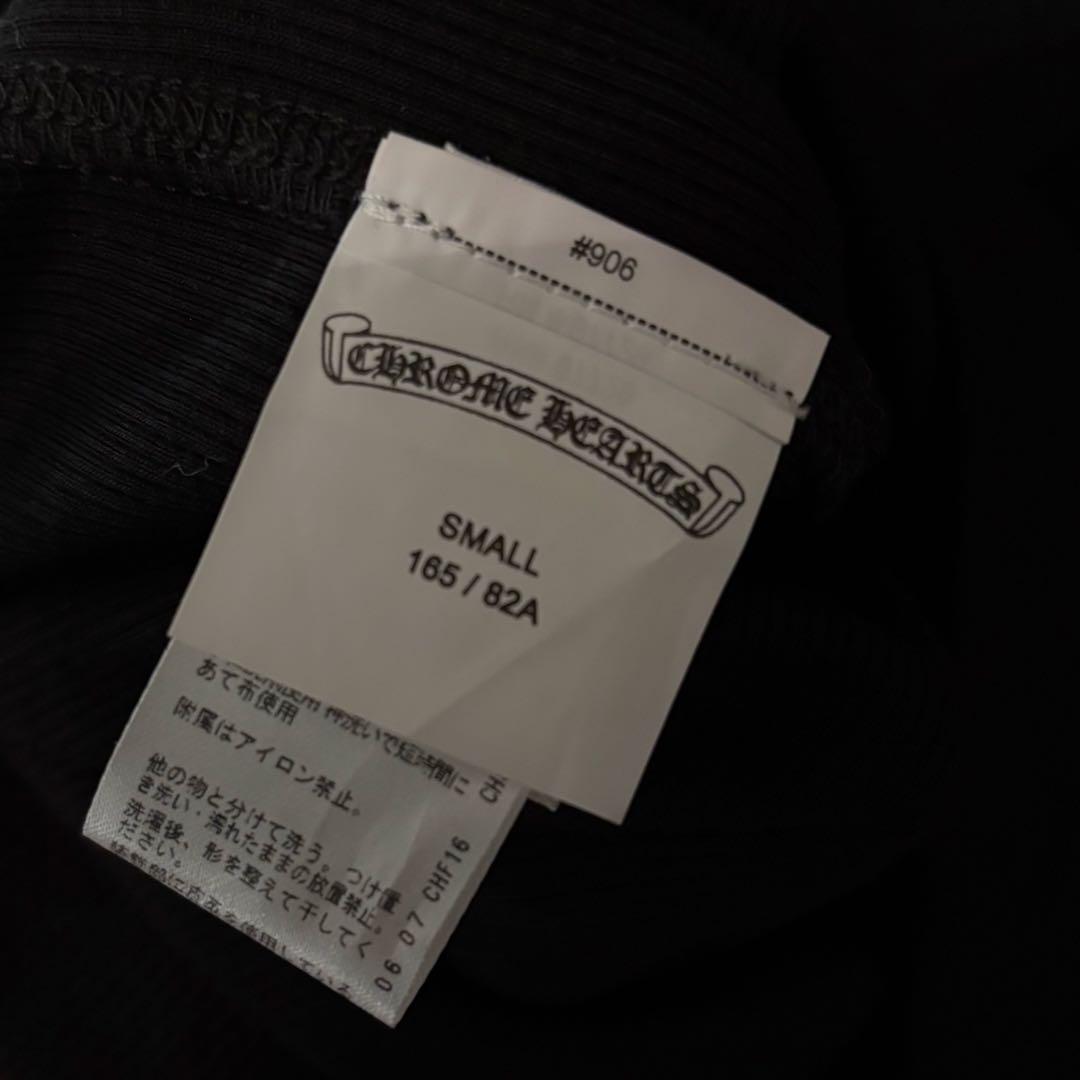 #906
CHROME HEARTS
SMALL
165 / 82A
あて布使用
附属はアイロン禁止。
他の物と分けて洗う。つけ置
き洗い・濡れたままの放置禁止。
洗濯後、形を整えて干してく
ださい。
06 07 CHF16